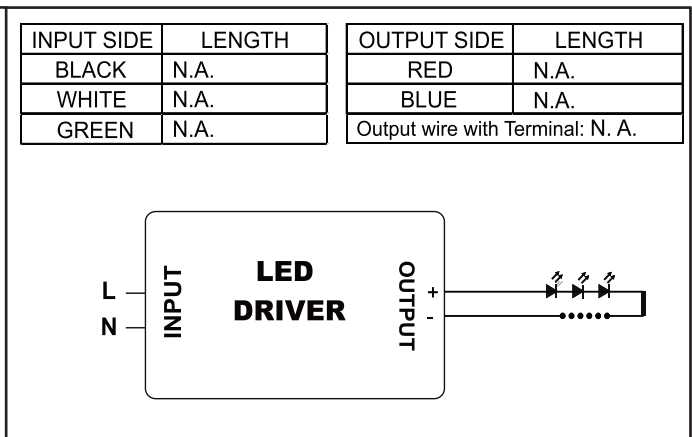 INPUT SIDE LENGTH
BLACK N.A.
WHITE N.A.
GREEN N.A.
OUTPUT SIDE LENGTH
RED N.A.
BLUE N.A.
Output wire with Terminal: N. A.
L
N
INPUT
LED
DRIVER
OUTPUT
+
-